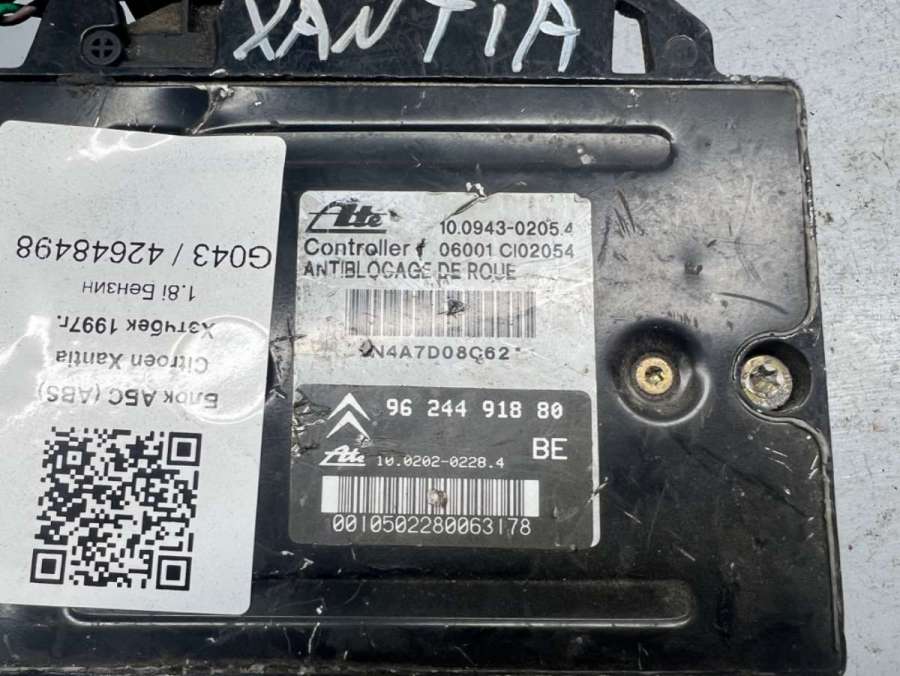 XANTIA
Ate
10.0943-0205.4
Controller f 06001 CI02054
ANTIBLOCAGE DE ROUE
*N4A7D08C62*
96 244 918 80
BE
Ate 10.0202-0228.4
0010502280063178
Блок АБС (ABS)
Citroen Xantia
Хэтчбек 1997г.
1.8i Бензин
G043 / 42648498